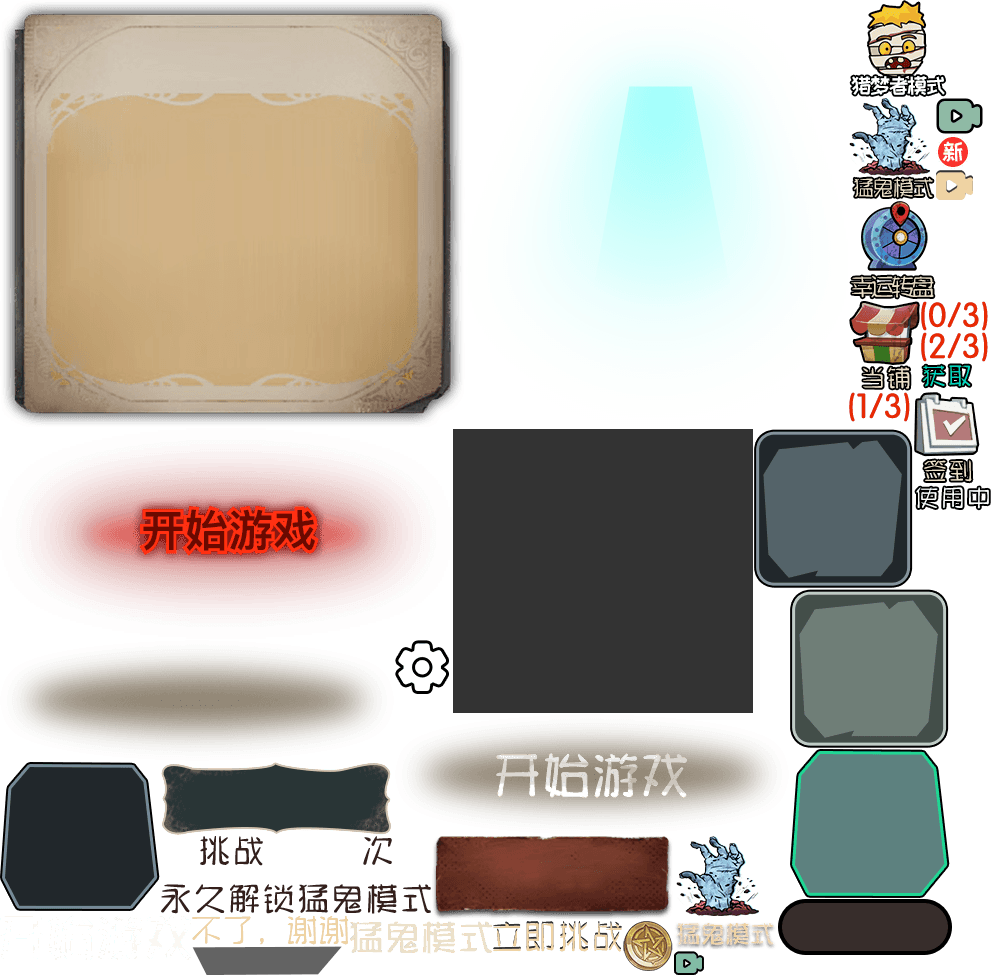 猎梦者模式
新
猛鬼模式
幸运转盘
(0/3)
(2/3)
当铺
获取
(1/3)
签到
使用中
开始游戏
开始游戏
挑战 次
永久解锁猛鬼模式
不了，谢谢
猛鬼模式
立即挑战
猛鬼模式